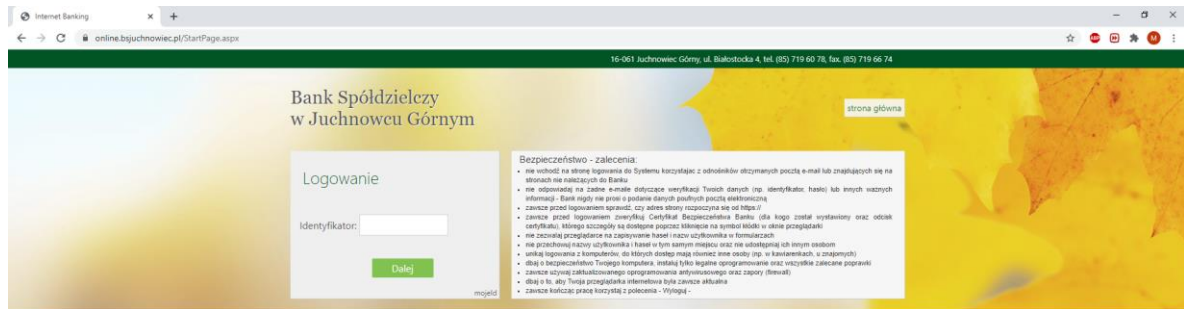 Internet Banking
online.bsjuchnowiec.pl/StartPage.aspx
16-061 Juchnowiec Górny, ul. Białostocka 4, tel. (85) 719 60 78, fax. (85) 719 66 74
Bank Spółdzielczy
w Juchnowcu Górnym
strona główna
Logowanie
Identyfikator:
Dalej
mojeId
Bezpieczeństwo - zalecenia:
nie wchodź na stronę logowania do Systemu korzystając z odnośników otrzymanych pocztą e-mail lub znajdujących się na
stronach nie należących do Banku
nie odpowiadaj na żadne e-maile dotyczące weryfikacji Twoich danych (np. identyfikator, hasło) lub innych ważnych
informacji - Bank nigdy nie prosi o podanie danych poufnych pocztą elektroniczną
zawsze przed logowaniem sprawdź, czy adres strony rozpoczyna się od https://
zawsze przed logowaniem zweryfikuj Certyfikat Bezpieczeństwa Banku (dla kogo został wystawiony oraz odcisk
certyfikatu), którego szczegóły są dostępne poprzez kliknięcie na symbol kłódki w oknie przeglądarki
nie zezwalaj przeglądarce na zapisywanie haseł i nazw użytkownika w formularzach
nie przechowuj nazwy użytkownika i haseł w tym samym miejscu oraz nie udostępniaj ich innym osobom
unikaj logowania z komputerów, do których dostęp mają również inne osoby (np. w kawiarenkach, u znajomych)
dbaj o bezpieczeństwo Twojego komputera, instaluj tylko legalne oprogramowanie oraz wszystkie zalecane poprawki
zawsze używaj zaktualizowanego oprogramowania antywirusowego oraz zapory (firewall)
dbaj o to, aby Twoja przeglądarka internetowa była zawsze aktualna
zawsze kończąc pracę korzystaj z polecenia - Wyloguj -